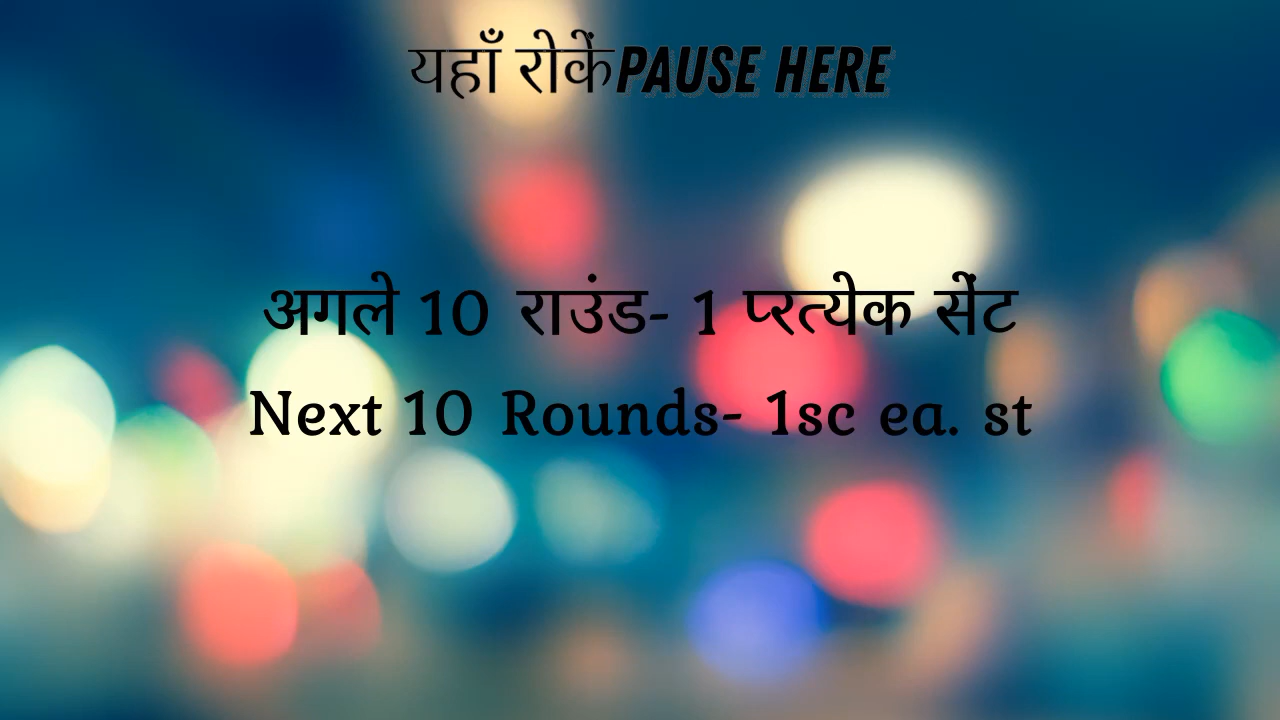 यहाँ रोकेंPAUSE HERE
अगले 10 राउंड- 1 प्रत्येक सेंट
Next 10 Rounds- 1sc ea. st